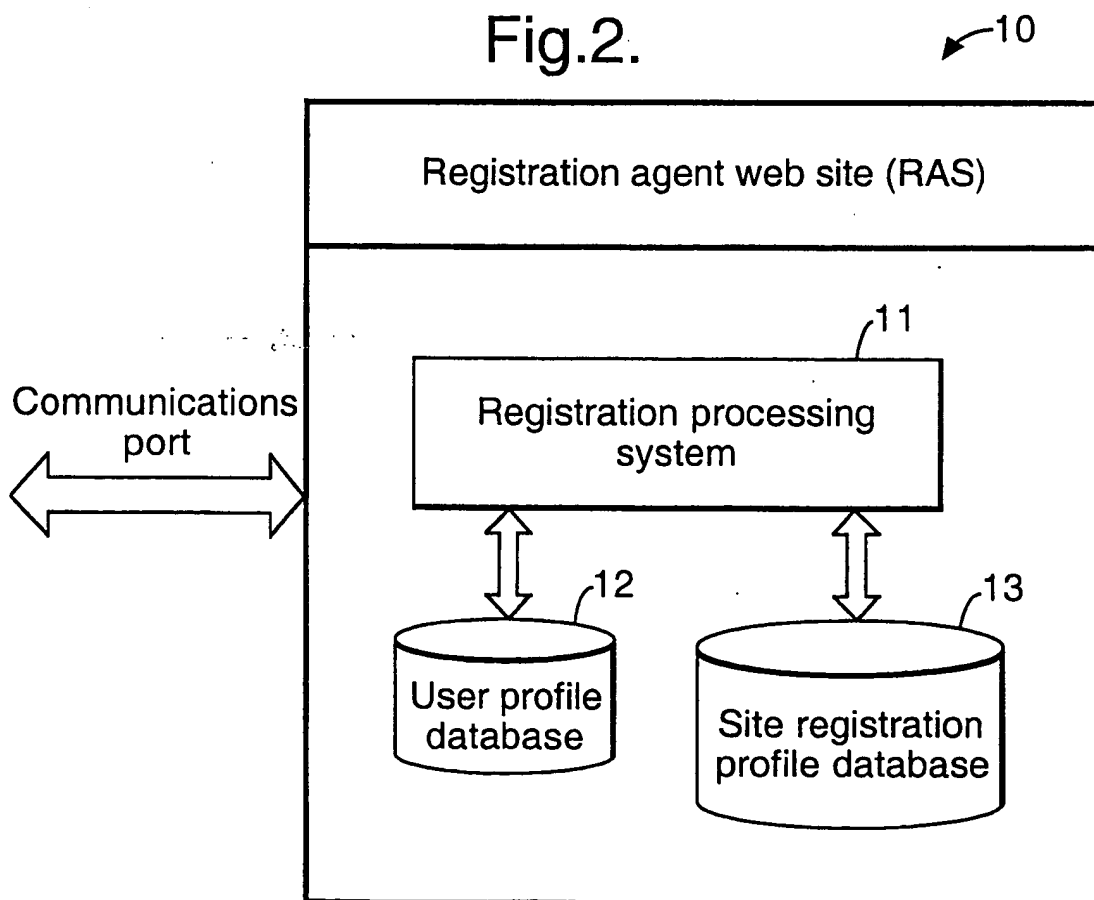 Fig.2.
10
Registration agent web site (RAS)
11
Registration processing
system
Communications
port
12
13
User profile
database
Site registration
profile database